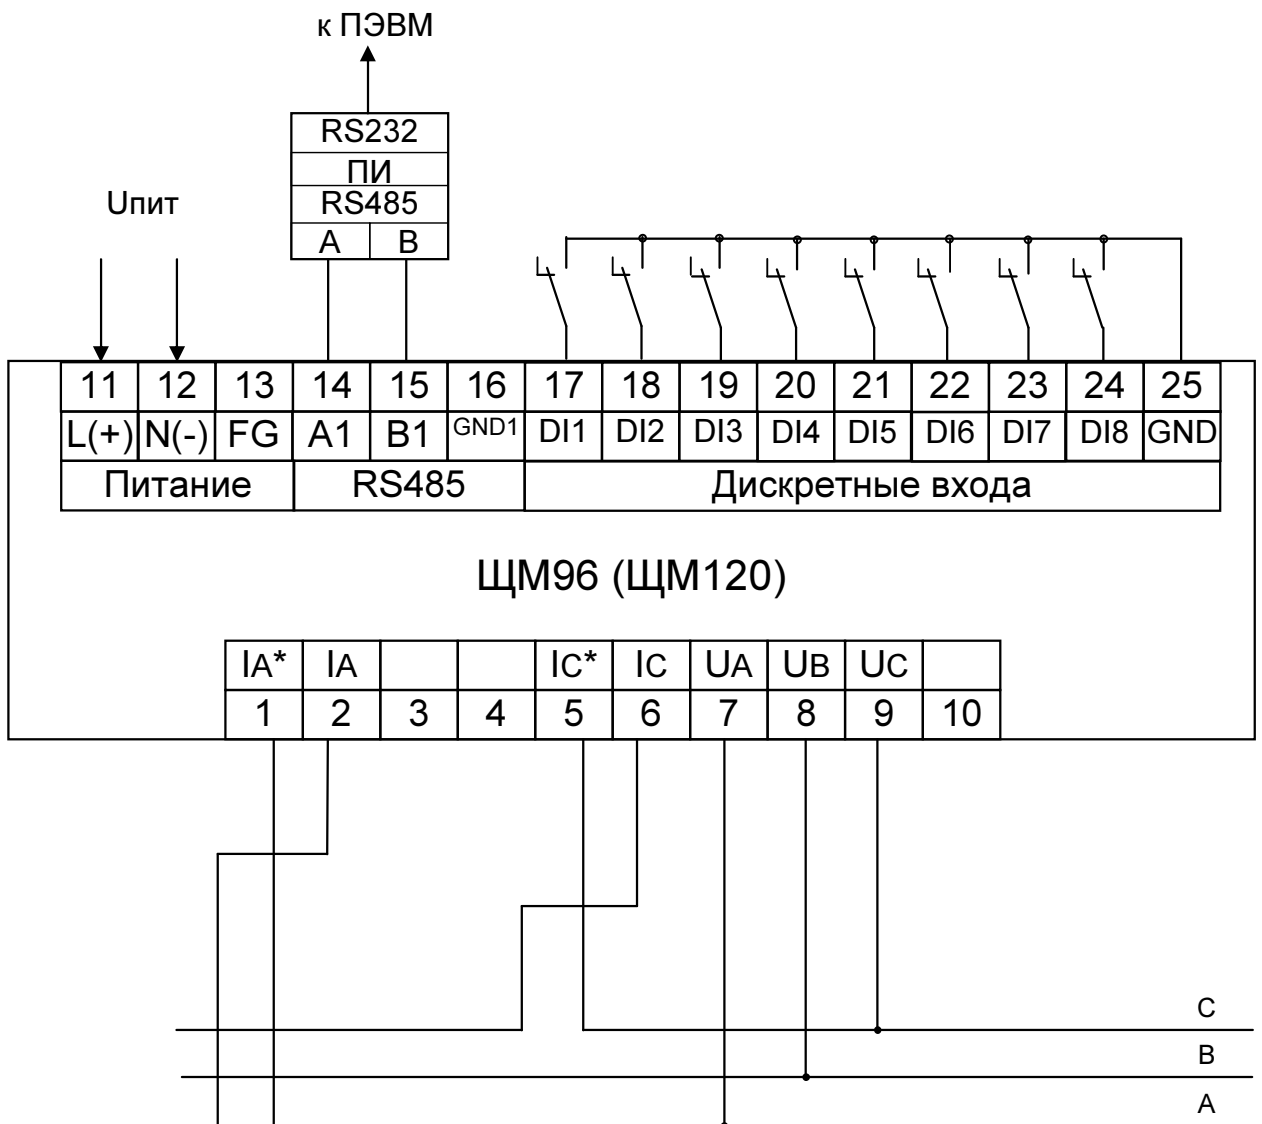 к ПЭВМ
RS232
ПИ
RS485
A B
Uпит
11 12 13 14 15 16 17 18 19 20 21 22 23 24 25
L(+) N(-) FG A1 B1 GND1 DI1 DI2 DI3 DI4 DI5 DI6 DI7 DI8 GND
Питание RS485 Дискретные входа
ЩМ96 (ЩМ120)
IA* IA IC* IC UA UB UC
1 2 3 4 5 6 7 8 9 10
C
B
A